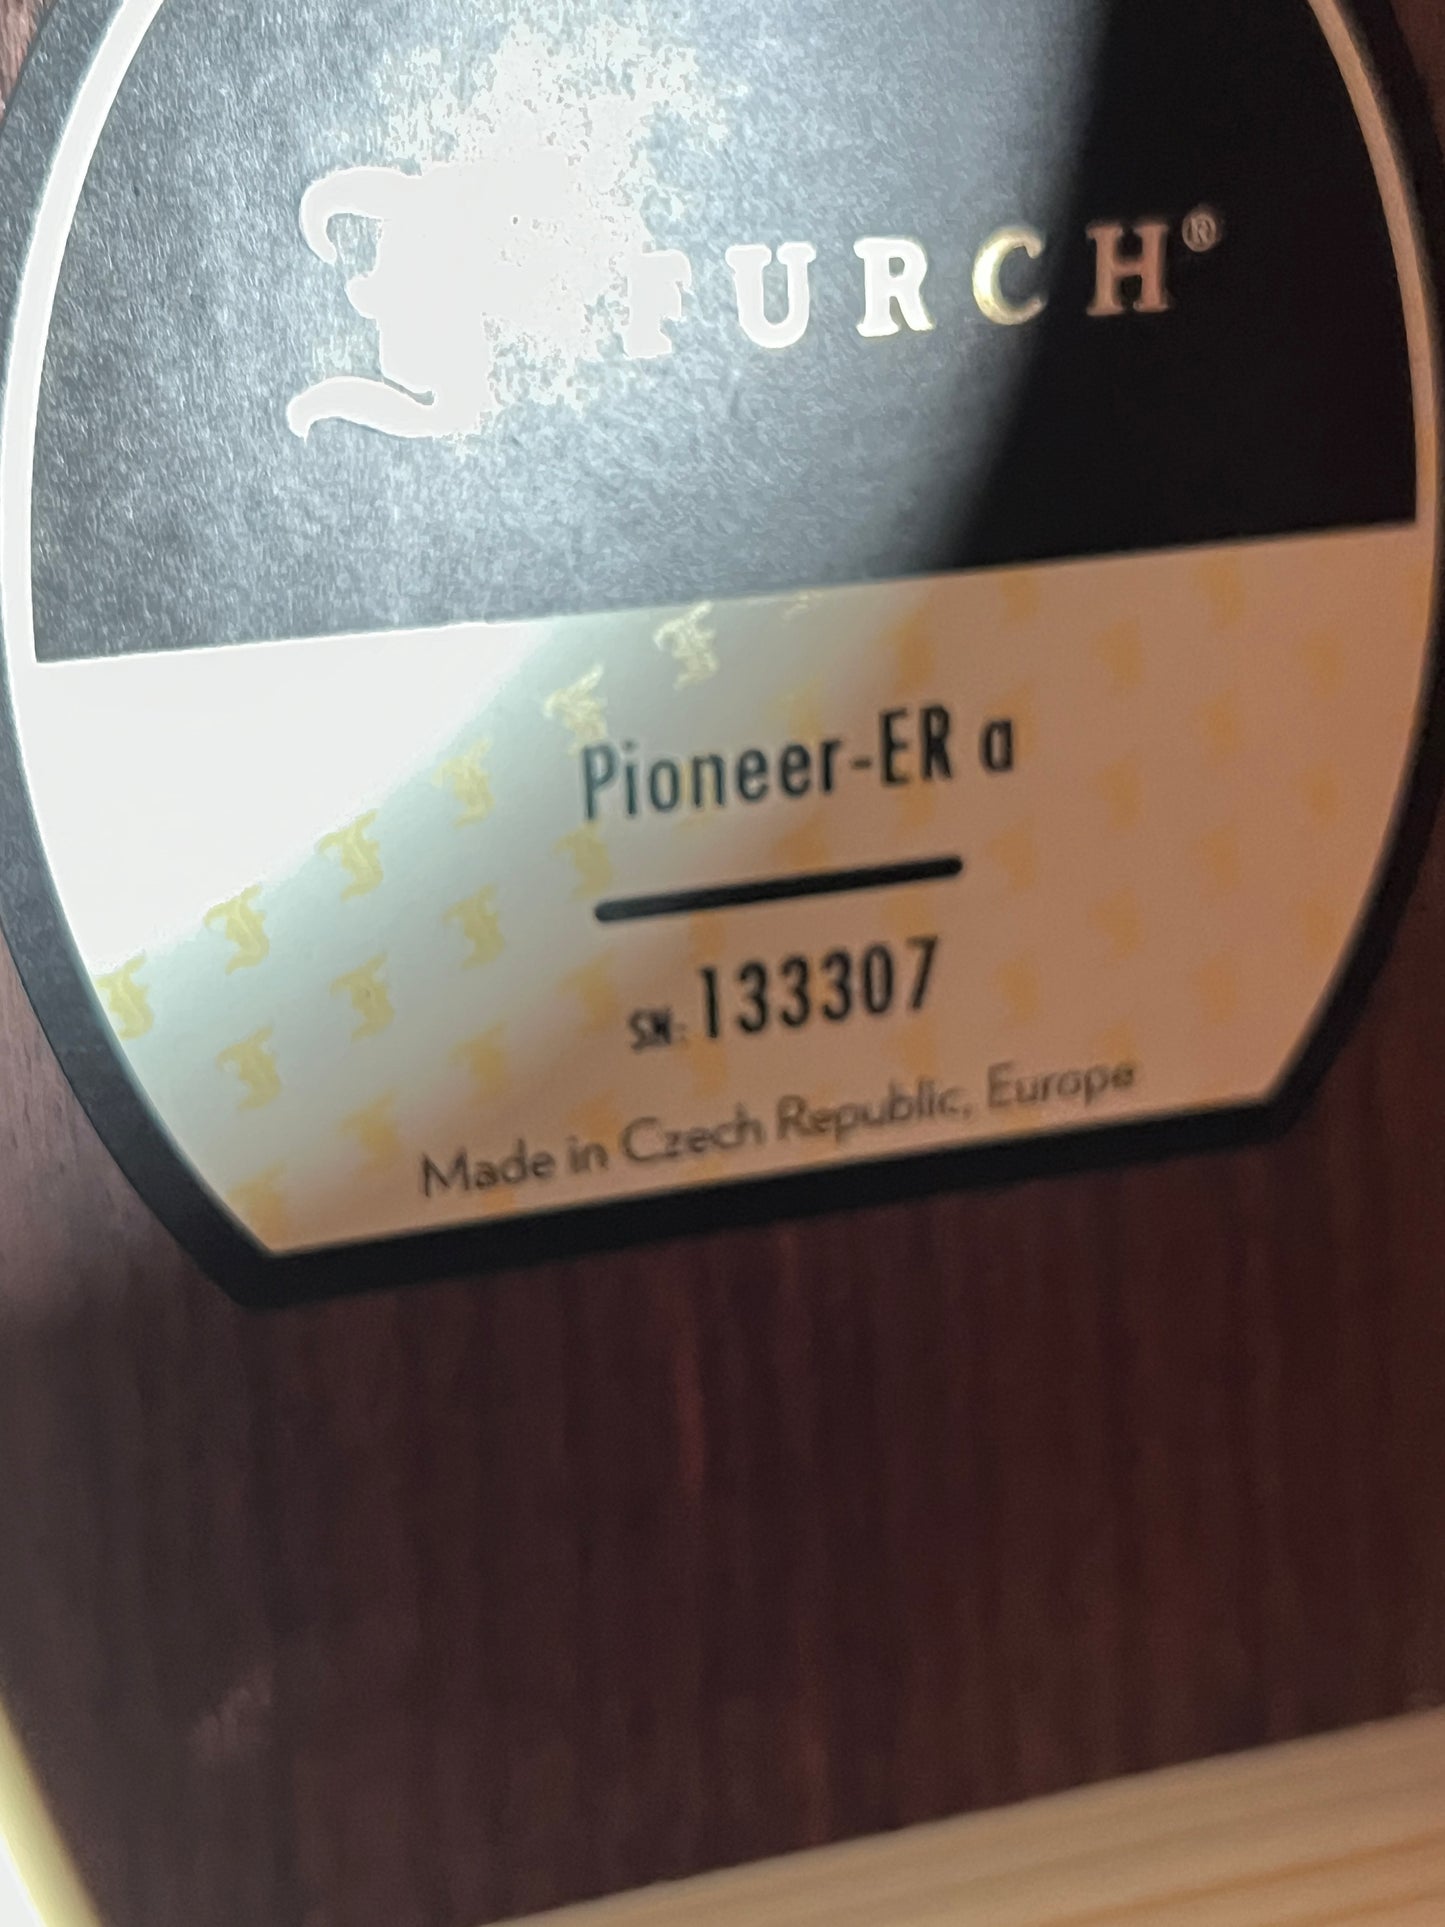 FURCH®
Pioneer-ER a
SN: 133307
Made in Czech Republic, Europe